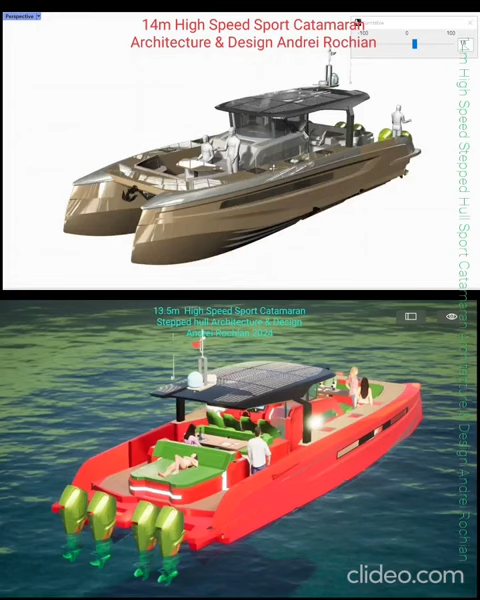 Perspective
14m High Speed Sport Catamaran
Architecture & Design Andrei Rochian
-100
0
100
14m High Speed Stepped Hull Sport Catamaran Architecture / Design Andrei Rochian
13.5m High Speed Sport Catamaran
Stepped hull Architecture & Design
Andrei Rochian 2024
clideo.com